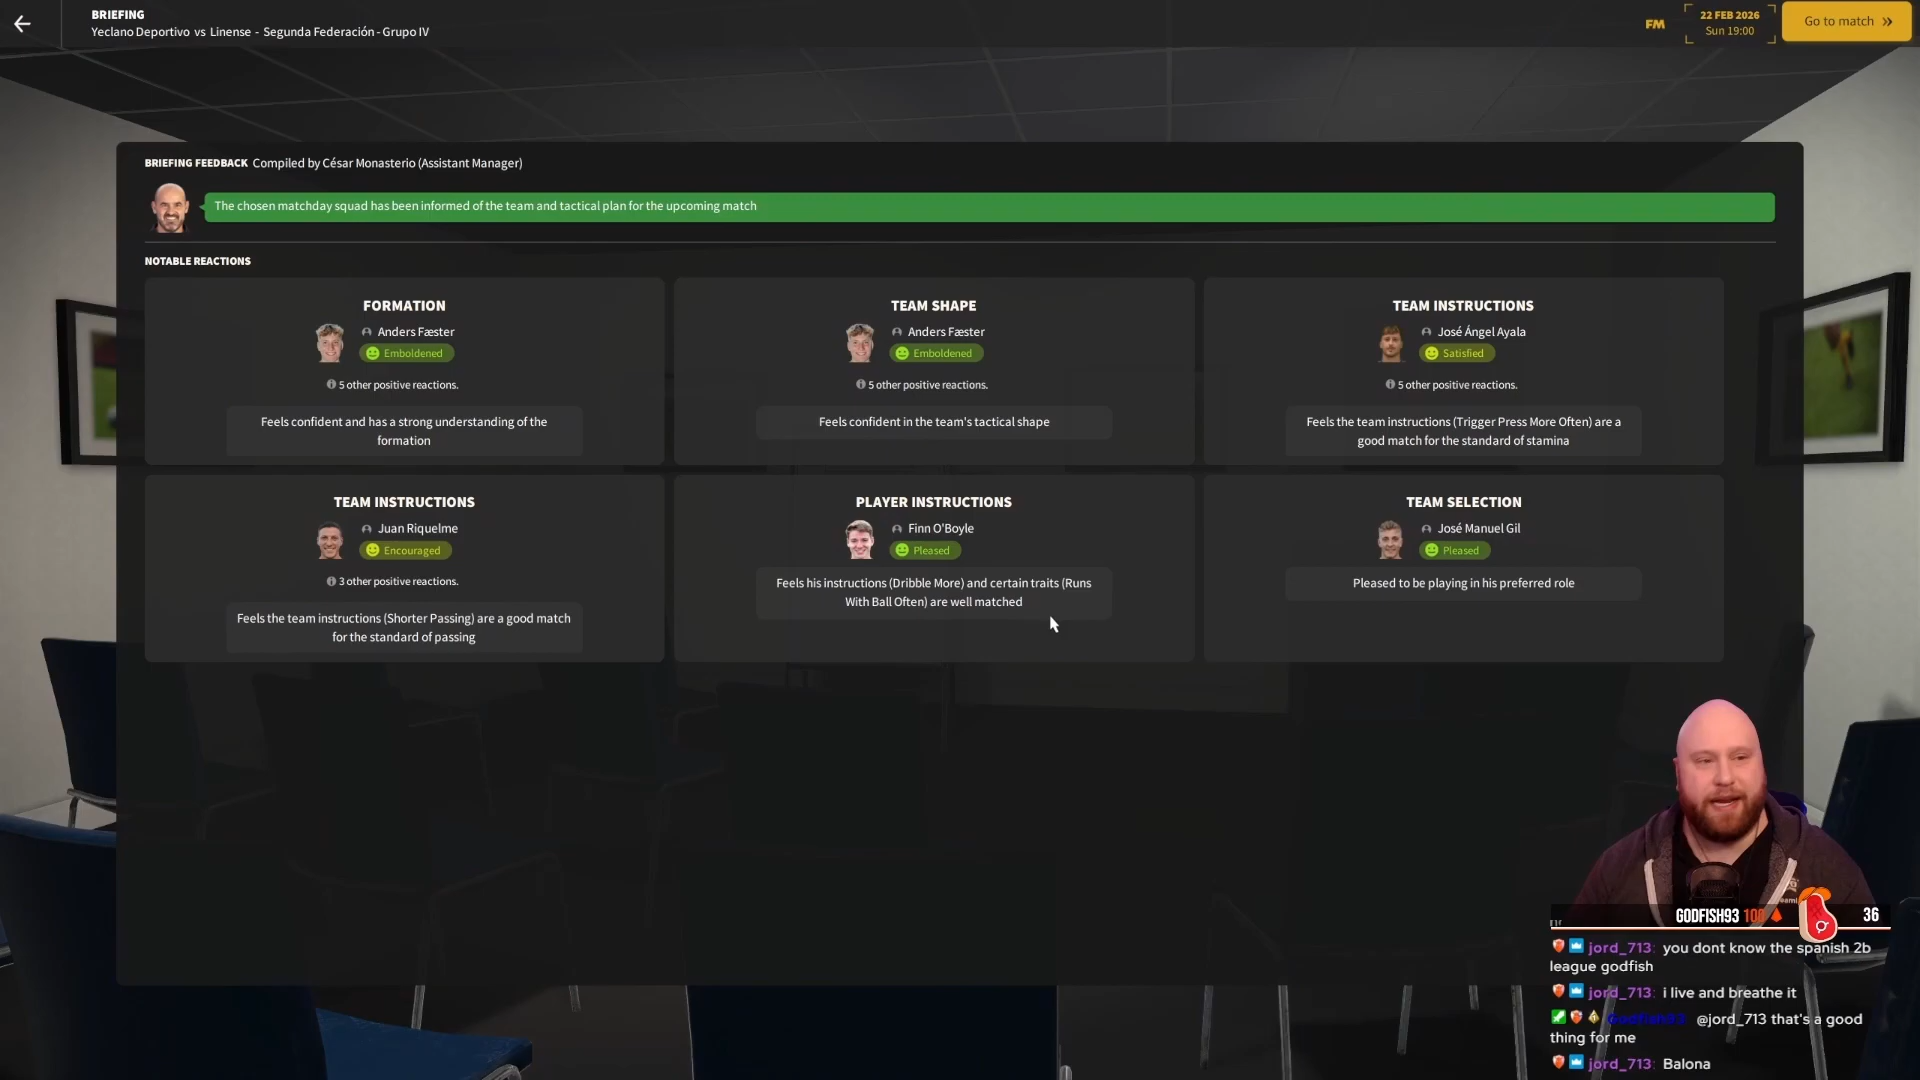 BRIEFING
Yeclano Deportivo vs Linense - Segunda Federación - Grupo IV
FM
22 FEB 2026
Sun 19:00
Go to match
BRIEFING FEEDBACK Compiled by César Monasterio (Assistant Manager)
The chosen matchday squad has been informed of the team and tactical plan for the upcoming match
NOTABLE REACTIONS
FORMATION
Anders Fæster
Emboldened
5 other positive reactions.
Feels confident and has a strong understanding of the
formation
TEAM SHAPE
Anders Fæster
Emboldened
5 other positive reactions.
Feels confident in the team's tactical shape
TEAM INSTRUCTIONS
José Ángel Ayala
Satisfied
5 other positive reactions.
Feels the team instructions (Trigger Press More Often) are a
good match for the standard of stamina
TEAM INSTRUCTIONS
Juan Riquelme
Encouraged
3 other positive reactions.
Feels the team instructions (Shorter Passing) are a good match
for the standard of passing
PLAYER INSTRUCTIONS
Finn O'Boyle
Pleased
Feels his instructions (Dribble More) and certain traits (Runs
With Ball Often) are well matched
TEAM SELECTION
José Manuel Gil
Pleased
Pleased to be playing in his preferred role
GODFISH93 100
36
jord_713: you dont know the spanish 2b
league godfish
jord_713: i live and breathe it
Godfish93: @jord_713 that's a good
thing for me
jord_713: Balona